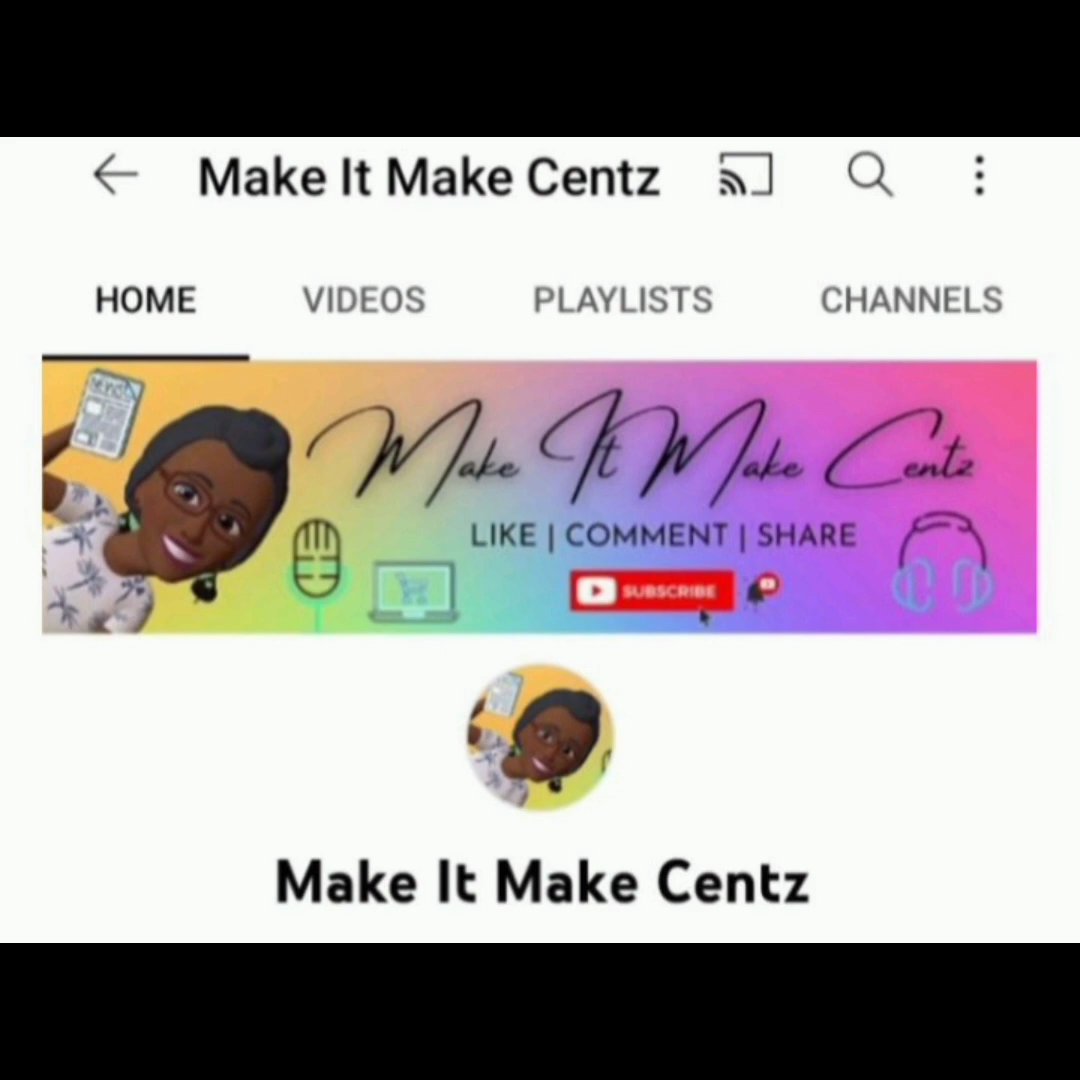 Make It Make Centz
HOME VIDEOS PLAYLISTS CHANNELS
NEWS
Make It Make Centz
LIKE | COMMENT | SHARE
SUBSCRIBE
Make It Make Centz